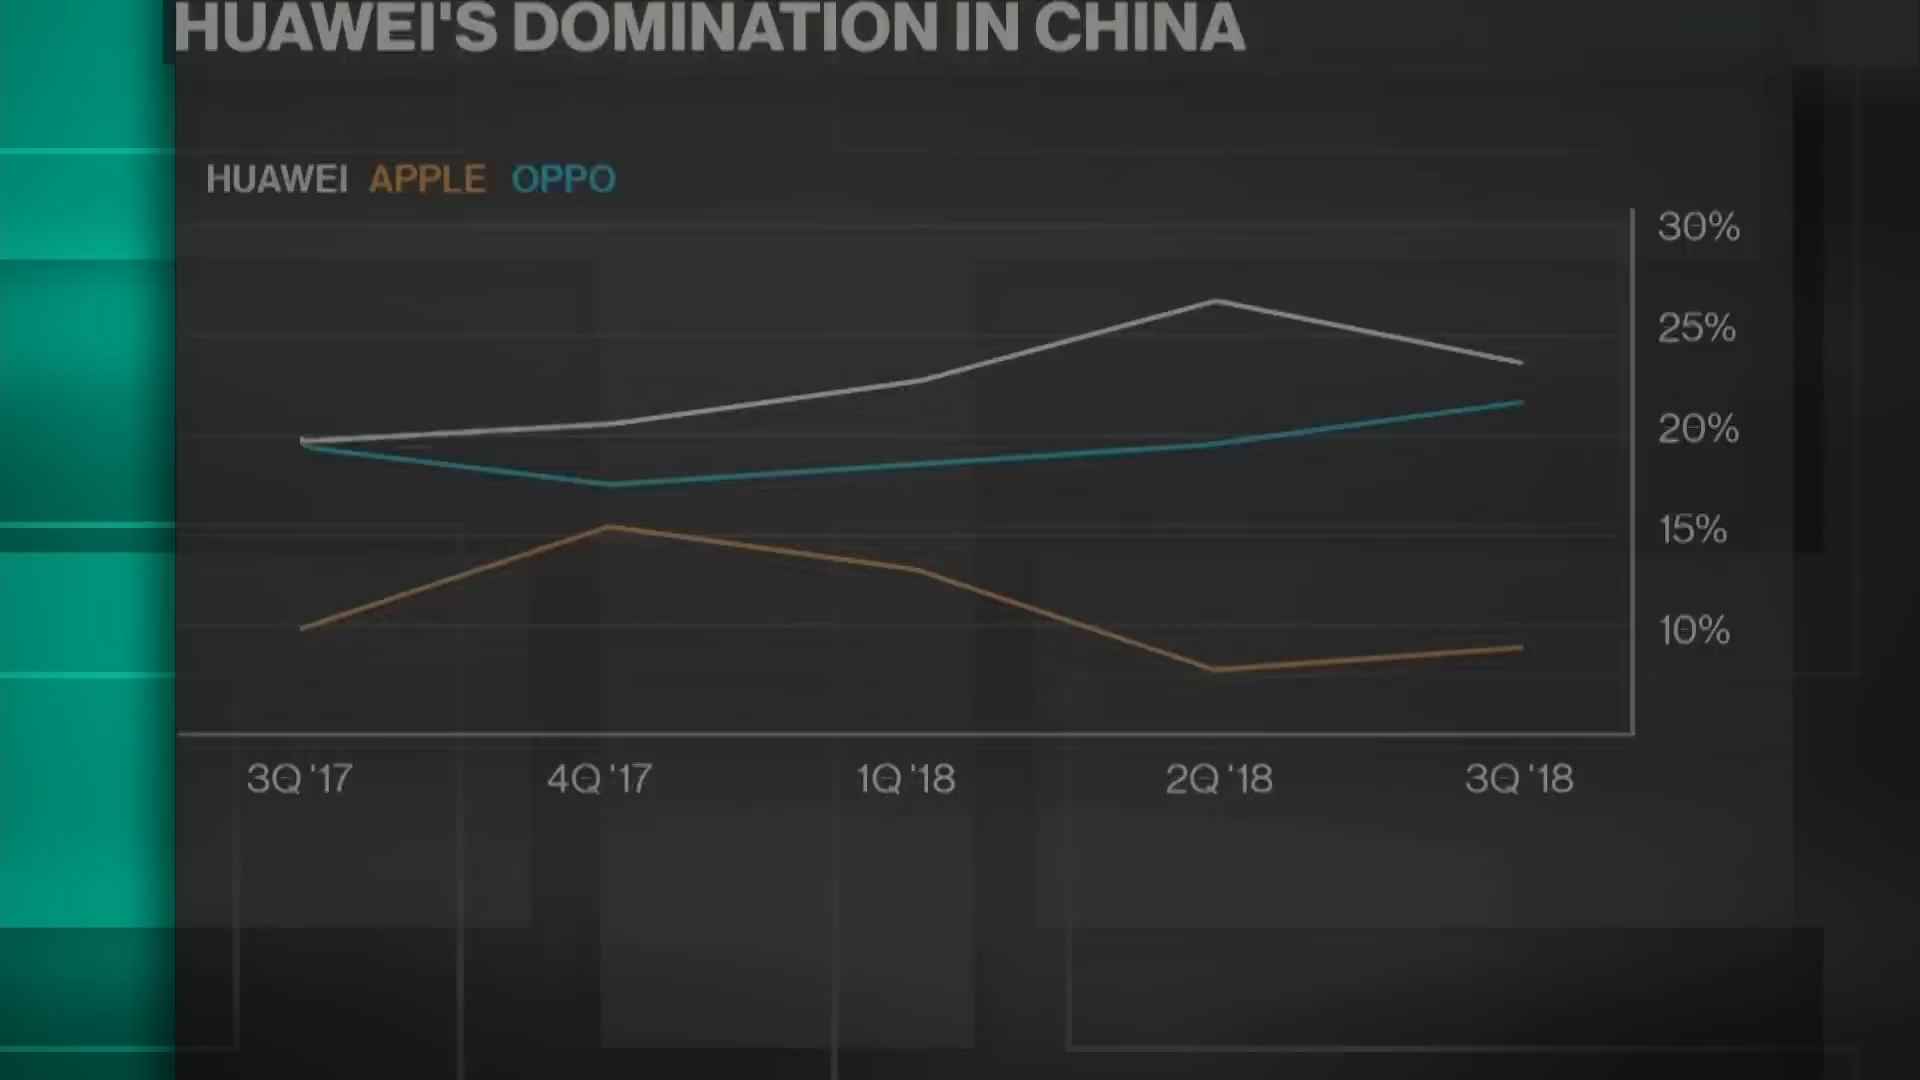 HUAWEI'S DOMINATION IN CHINA
HUAWEI APPLE OPPO
30%
25%
20%
15%
10%
3Q '17 4Q '17 1Q '18 2Q '18 3Q '18